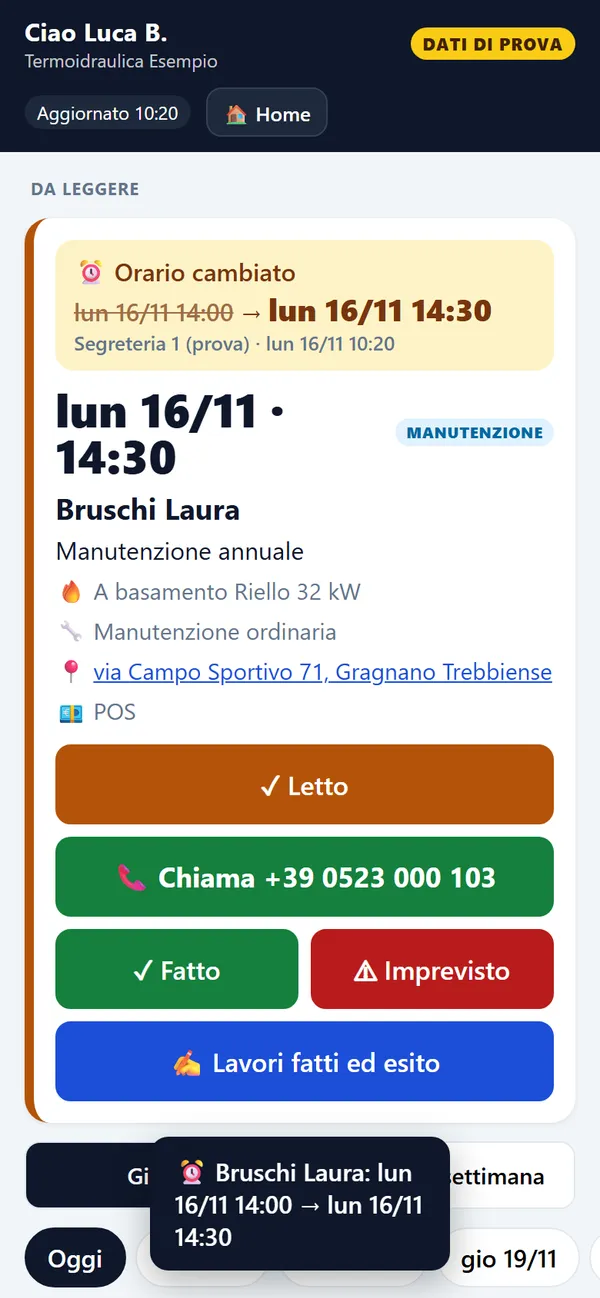 Ciao Luca B.
Termoidraulica Esempio
DATI DI PROVA
Aggiornato 10:20
Home
DA LEGGERE
Orario cambiato
lun 16/11 14:00 → lun 16/11 14:30
Segreteria 1 (prova) · lun 16/11 10:20
lun 16/11 ·
14:30
MANUTENZIONE
Bruschi Laura
Manutenzione annuale
A basamento Riello 32 kW
Manutenzione ordinaria
via Campo Sportivo 71, Gragnano Trebbiense
POS
✓ Letto
Chiama +39 0523 000 103
✓ Fatto
⚠ Imprevisto
Lavori fatti ed esito
Gi
settimana
Bruschi Laura: lun
16/11 14:00 → lun 16/11
14:30
Oggi
gio 19/11